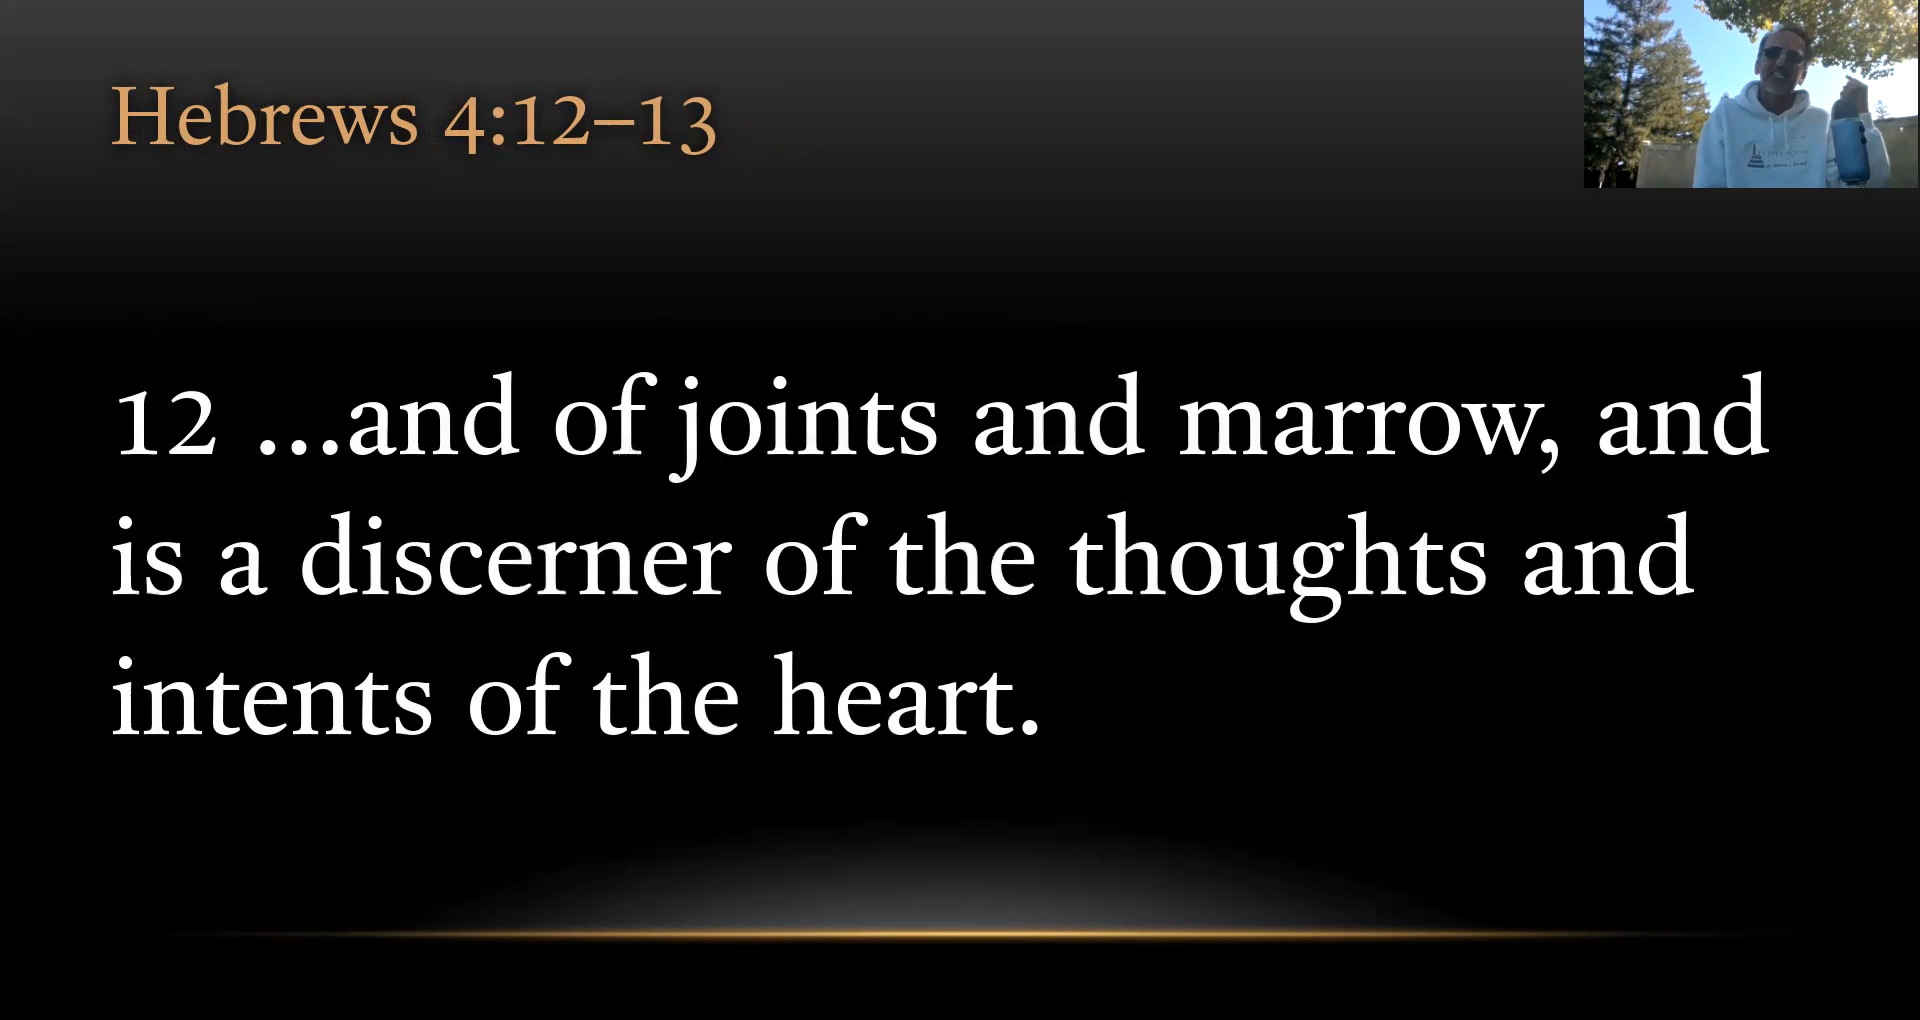 Hebrews 4:12–13
12 ...and of joints and marrow, and
is a discerner of the thoughts and
intents of the heart.